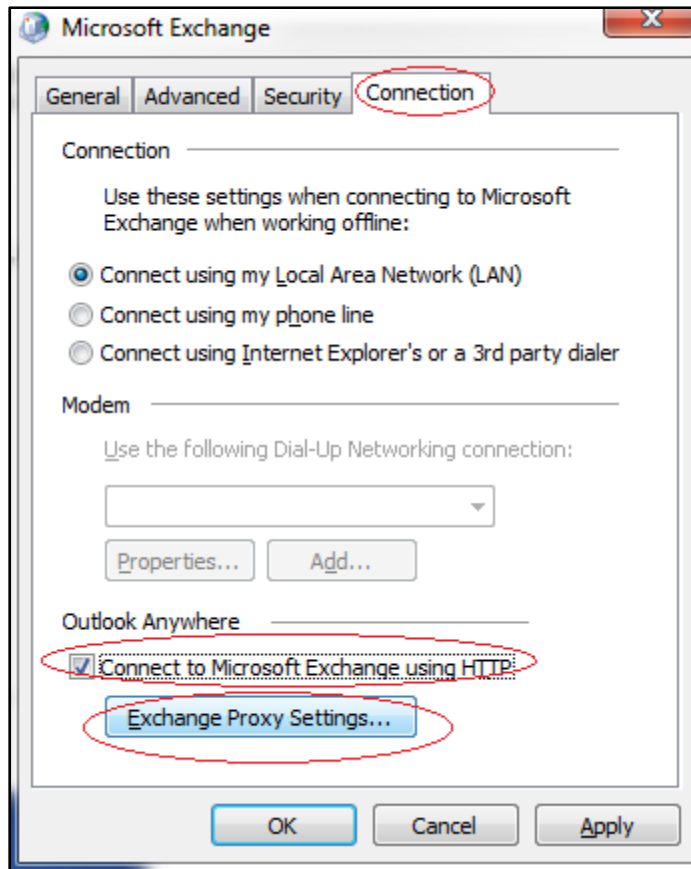 Microsoft Exchange
General Advanced Security Connection
Connection
Use these settings when connecting to Microsoft
Exchange when working offline:
Connect using my Local Area Network (LAN)
Connect using my phone line
Connect using Internet Explorer's or a 3rd party dialer
Modem
Use the following Dial-Up Networking connection:
Properties... Add...
Outlook Anywhere
Connect to Microsoft Exchange using HTTP
Exchange Proxy Settings...
OK Cancel Apply